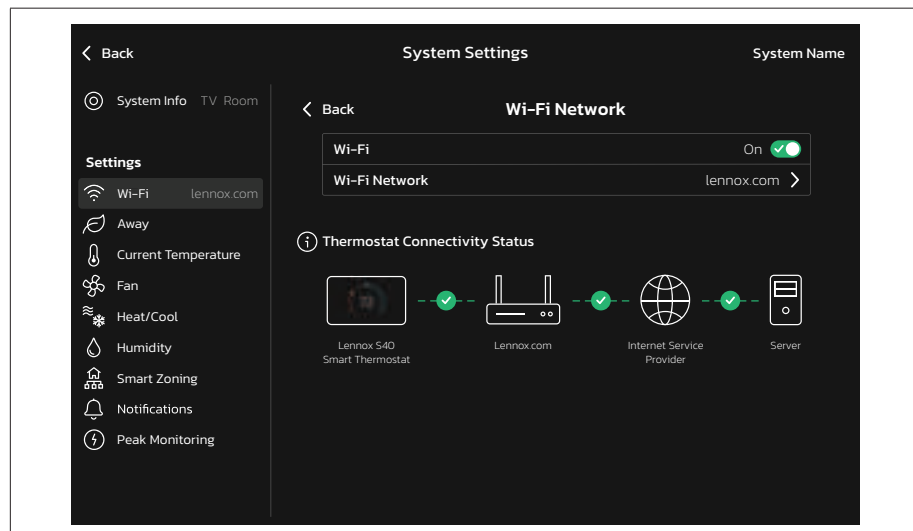 Back
System Settings
System Name
System Info TV Room
Settings
Wi-Fi lennox.com
Away
Current Temperature
Fan
Heat/Cool
Humidity
Smart Zoning
Notifications
Peak Monitoring
Back
Wi-Fi Network
Wi-Fi On
Wi-Fi Network lennox.com
Thermostat Connectivity Status
Lennox S40
Smart Thermostat
Lennox.com
Internet Service
Provider
Server